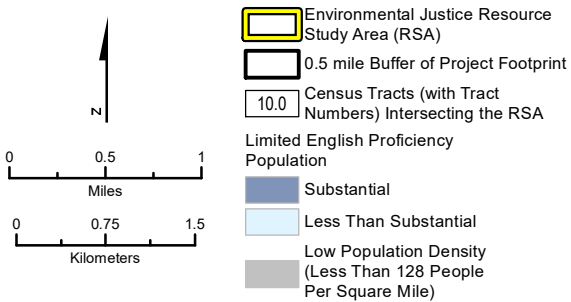 N
0 0.5 1
Miles
0 0.75 1.5
Kilometers
Environmental Justice Resource
Study Area (RSA)
0.5 mile Buffer of Project Footprint
10.0
Census Tracts (with Tract
Numbers) Intersecting the RSA
Limited English Proficiency
Population
Substantial
Less Than Substantial
Low Population Density
(Less Than 128 People
Per Square Mile)